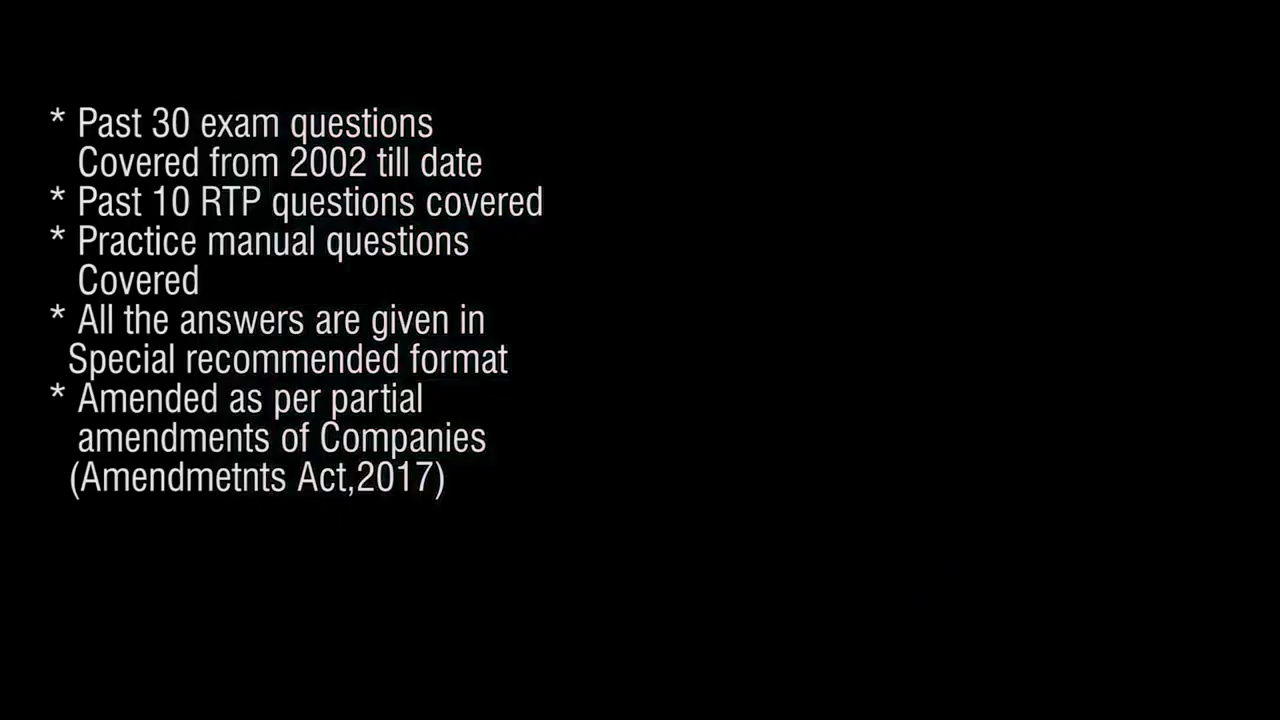 * Past 30 exam questions
Covered from 2002 till date
* Past 10 RTP questions covered
* Practice manual questions
Covered
* All the answers are given in
Special recommended format
* Amended as per partial
amendments of Companies
(Amendmetnts Act,2017)